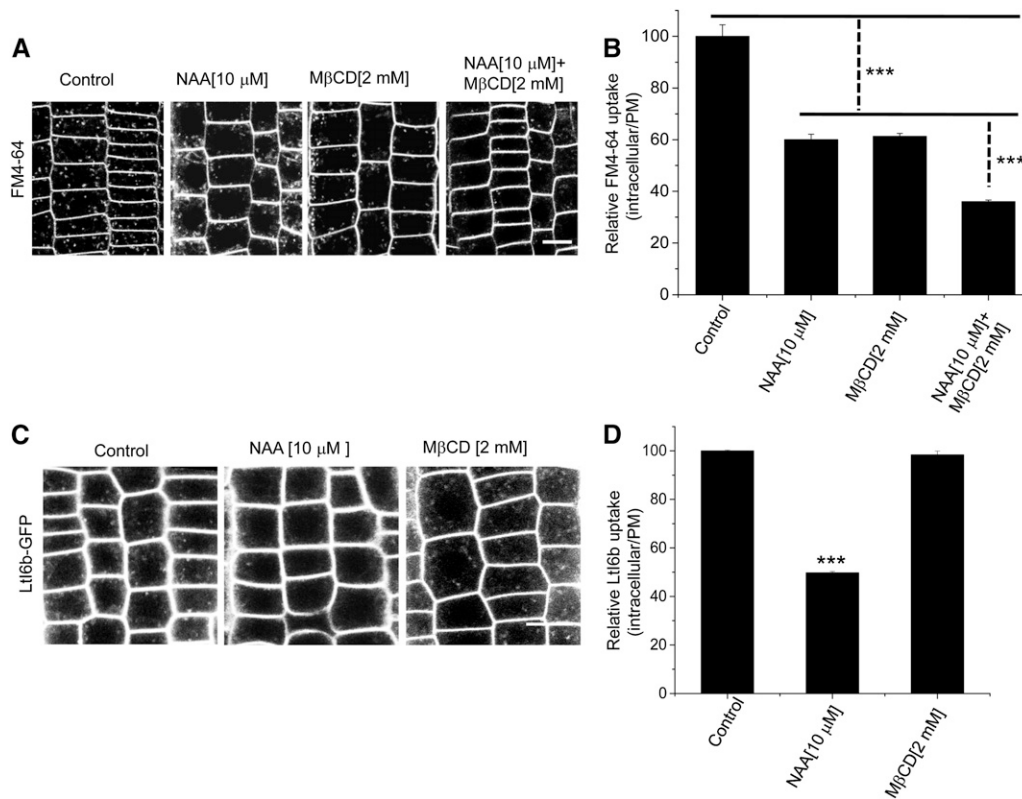 A
Control
NAA[10 μM]
MβCD[2 mM]
NAA[10 μM]+
MβCD[2 mM]
FM4-64
B
Relative FM4-64 uptake
(intracellular/PM)
100
80
60
40
20
0
***
***
Control
NAA[10 μM]
MβCD[2 mM]
NAA[10 μM]+
MβCD[2 mM]
C
Control
NAA [10 μM ]
MβCD [2 mM]
Ltl6b-GFP
D
Relative Ltl6b uptake
(intracellular/PM)
100
80
60
40
20
0
***
Control
NAA[10 μM]
MβCD[2 mM]